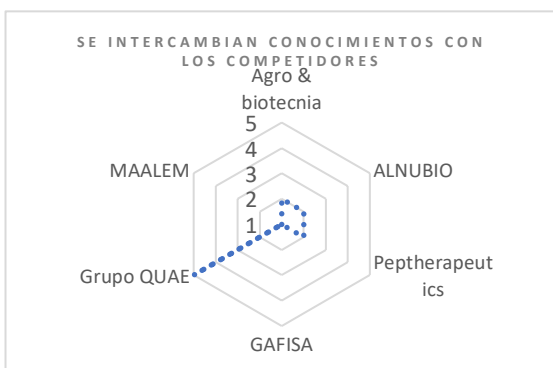 SE INTERCAMBIAN CONOCIMIENTOS CON
LOS COMPETIDORES
Agro &
biotecnia
5
4
3
2
1
MAALEM
ALNUBIO
Grupo QUAE
Peptherapeut
ics
GAFISA